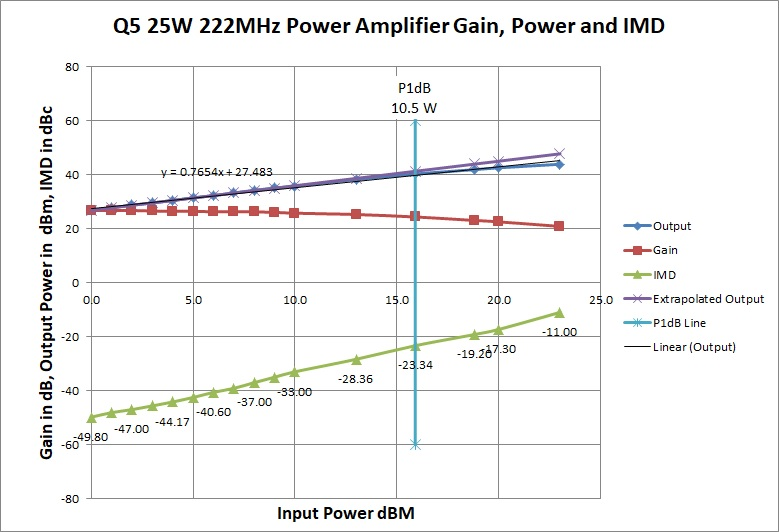 Q5 25W 222MHz Power Amplifier Gain, Power and IMD
Gain in dB, Output Power in dBm, IMD in dBc
80
60
40
20
0
-20
-40
-60
-80
P1dB
10.5 W
y = 0.7654x + 27.483
0.0
5.0
10.0
15.0
20.0
25.0
-49.80
-47.00
-44.17
-40.60
-37.00
-33.00
-28.36
-23.34
-19.20
-17.30
-11.00
Input Power dBM
Output
Gain
IMD
Extrapolated Output
P1dB Line
Linear (Output)